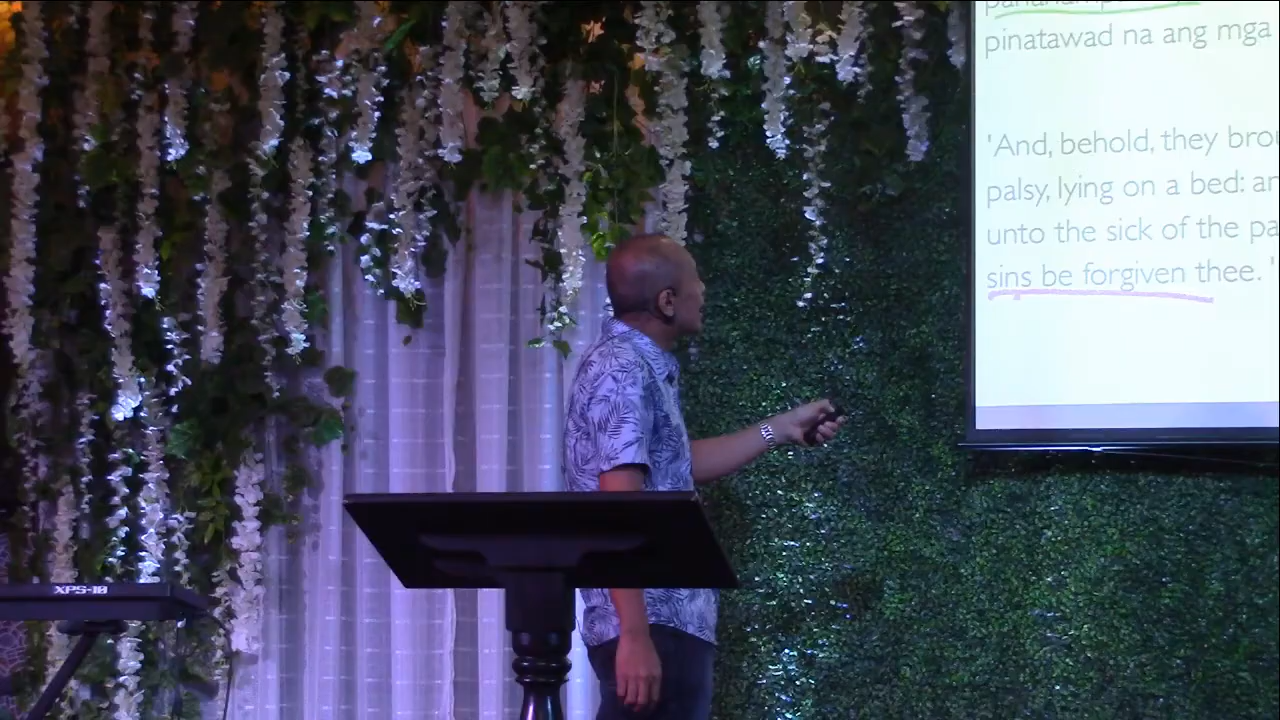 pinatawad na ang mga
'And, behold, they bro
palsy, lying on a bed: ar
unto the sick of the pa
sins be forgiven thee.'
XPS-10